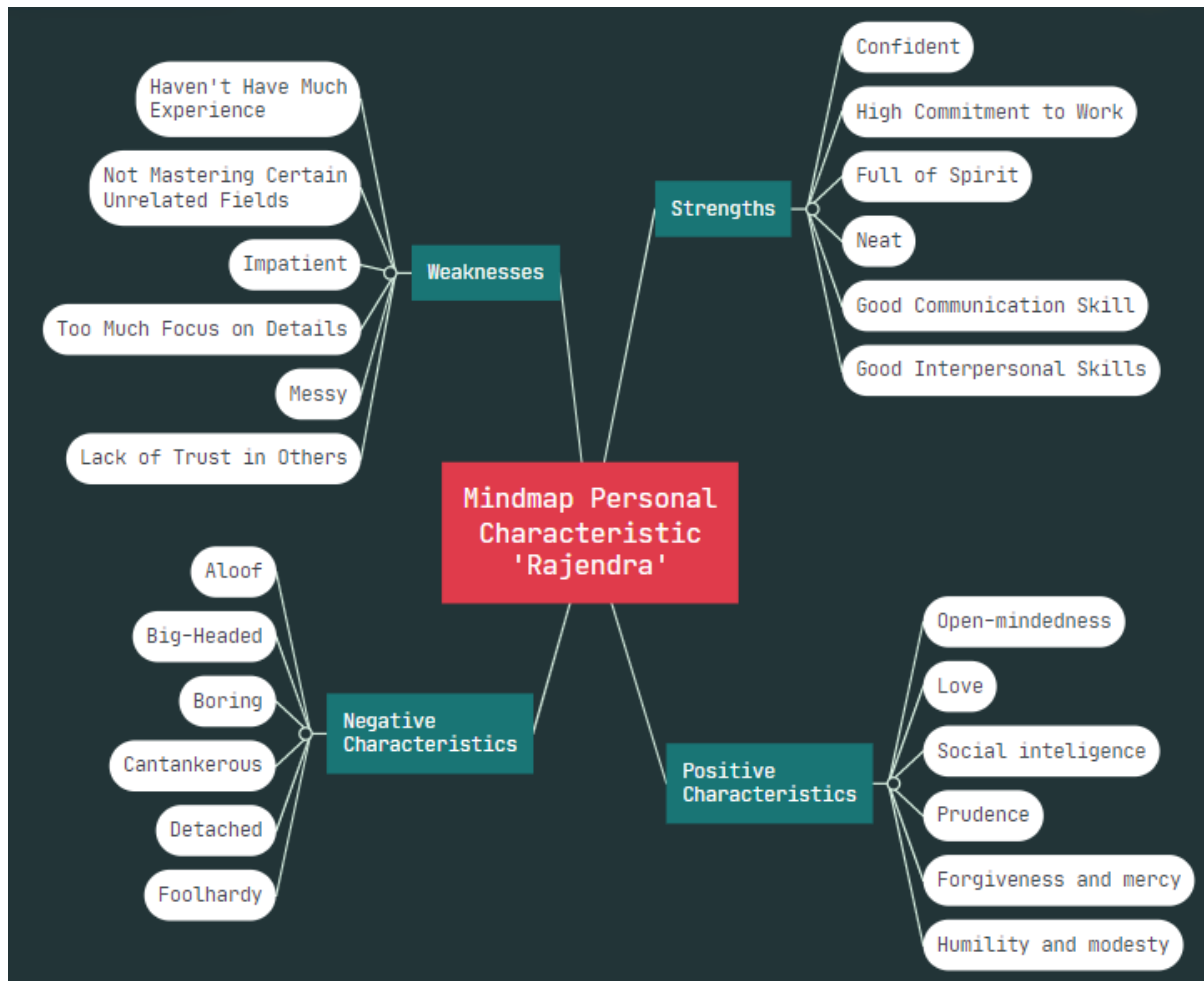 Mindmap Personal
Characteristic
'Rajendra'
Strengths
Confident
High Commitment to Work
Full of Spirit
Neat
Good Communication Skill
Good Interpersonal Skills
Weaknesses
Haven't Have Much
Experience
Not Mastering Certain
Unrelated Fields
Impatient
Too Much Focus on Details
Messy
Lack of Trust in Others
Negative
Characteristics
Aloof
Big-Headed
Boring
Cantankerous
Detached
Foolhardy
Positive
Characteristics
Open-mindedness
Love
Social inteligence
Prudence
Forgiveness and mercy
Humility and modesty